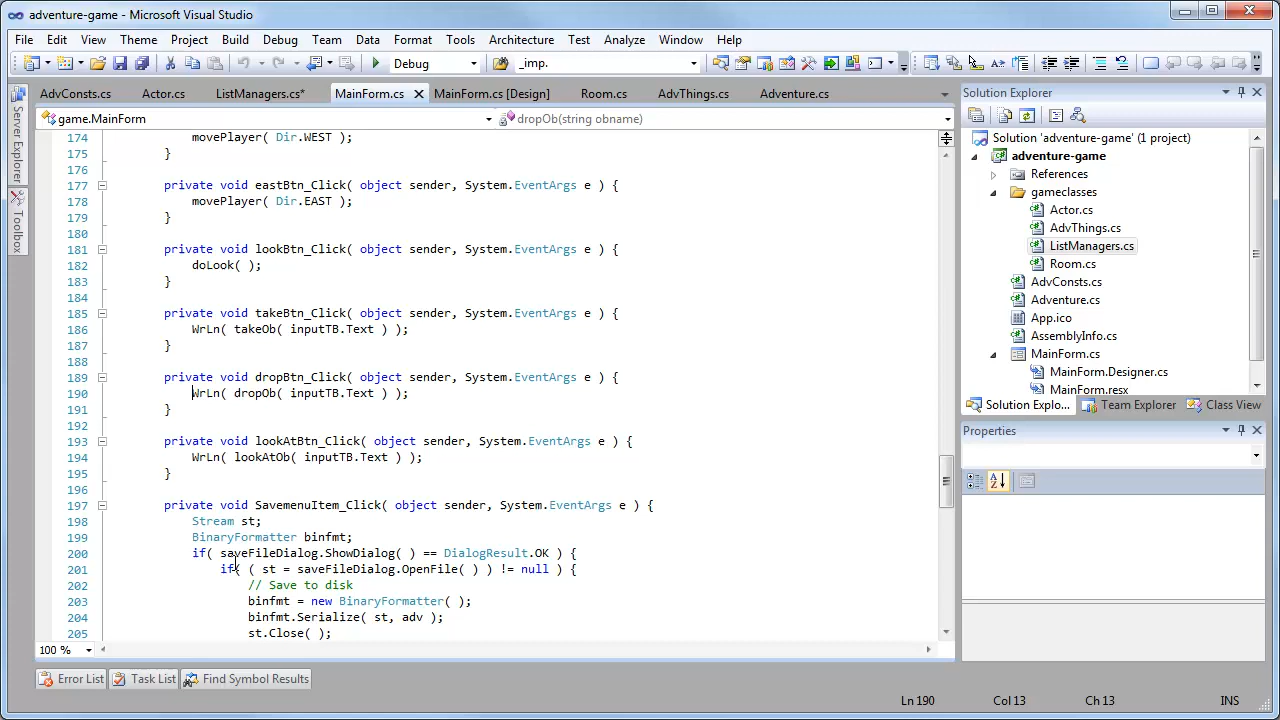 adventure-game - Microsoft Visual Studio
File Edit View Theme Project Build Debug Team Data Format Tools Architecture Test Analyze Window Help
Debug _imp.
AdvConsts.cs Actor.cs ListManagers.cs* MainForm.cs MainForm.cs [Design] Room.cs AdvThings.cs Adventure.cs
game.MainForm dropOb(string obname)
174 movePlayer( Dir.WEST );
175 }
176
177 private void eastBtn_Click( object sender, System.EventArgs e ) {
178 movePlayer( Dir.EAST );
179 }
180
181 private void lookBtn_Click( object sender, System.EventArgs e ) {
182 doLook( );
183 }
184
185 private void takeBtn_Click( object sender, System.EventArgs e ) {
186 WrLn( takeOb( inputTB.Text ) );
187 }
188
189 private void dropBtn_Click( object sender, System.EventArgs e ) {
190 WrLn( dropOb( inputTB.Text ) );
191 }
192
193 private void lookAtBtn_Click( object sender, System.EventArgs e ) {
194 WrLn( lookAtOb( inputTB.Text ) );
195 }
196
197 private void SavemenuItem_Click( object sender, System.EventArgs e ) {
198 Stream st;
199 BinaryFormatter binfmt;
200 if( saveFileDialog.ShowDialog( ) == DialogResult.OK ) {
201 if( ( st = saveFileDialog.OpenFile( ) ) != null ) {
202 // Save to disk
203 binfmt = new BinaryFormatter( );
204 binfmt.Serialize( st, adv );
205 st.Close( );
100 %
Server Explorer
Toolbox
Solution Explorer
Solution 'adventure-game' (1 project)
adventure-game
References
gameclasses
Actor.cs
AdvThings.cs
ListManagers.cs
Room.cs
AdvConsts.cs
Adventure.cs
App.ico
AssemblyInfo.cs
MainForm.cs
MainForm.Designer.cs
MainForm.resx
Solution Explo... Team Explorer Class View
Properties
Error List Task List Find Symbol Results
Ln 190 Col 13 Ch 13 INS